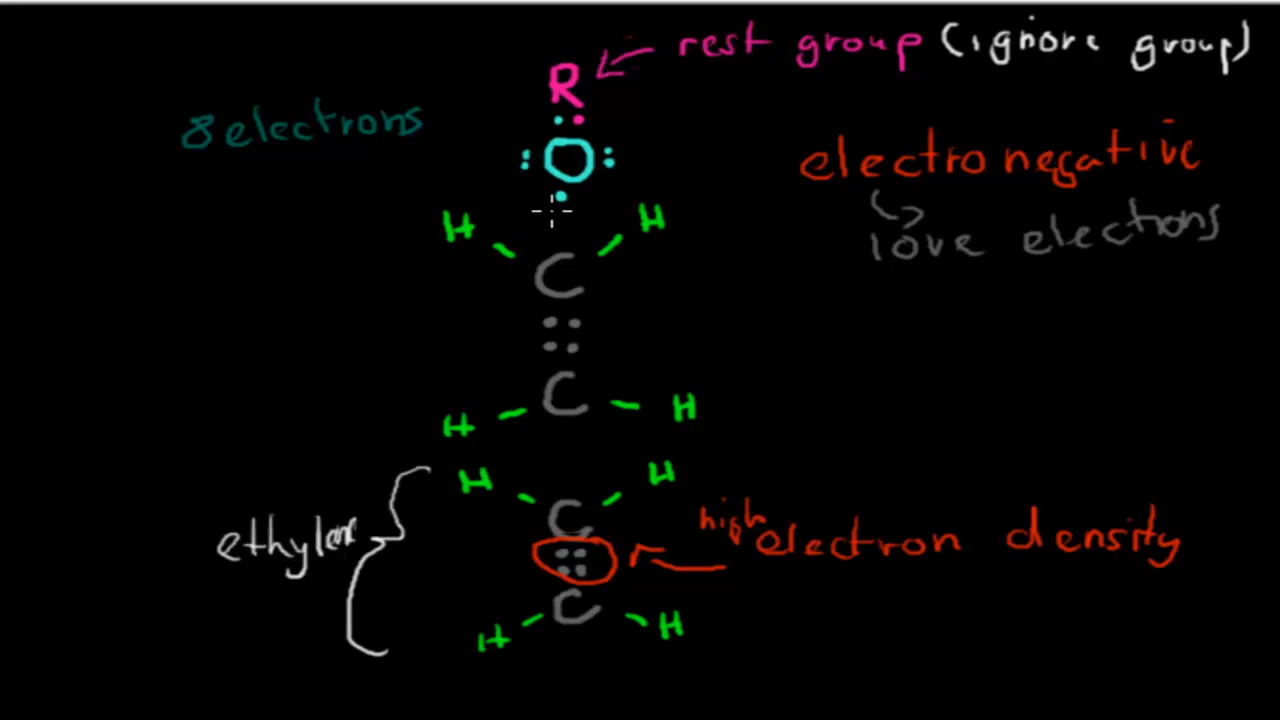 rest group (ignore group)
R
8 electrons
O
electronegative
love electrons
H H
C
C
H H
H H
C
high electron density
ethylene
C
H H